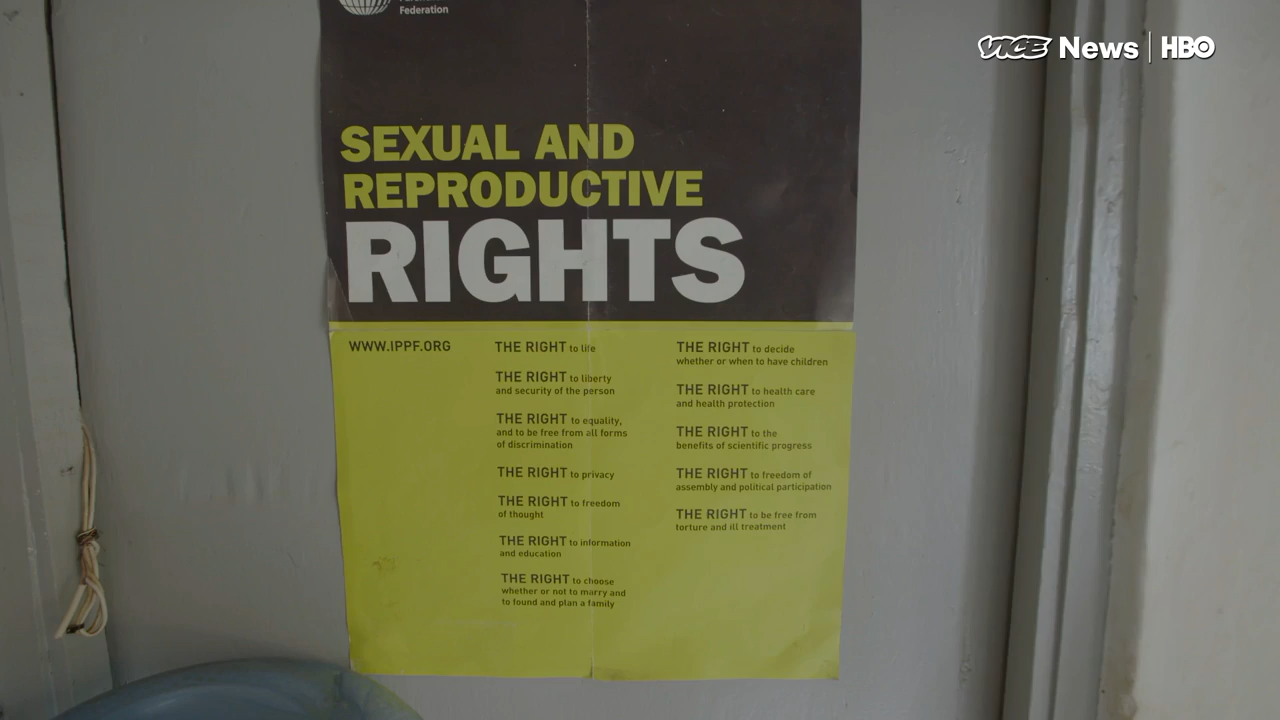 Federation
VICE News | HBO
SEXUAL AND
REPRODUCTIVE
RIGHTS
WWW.IPPF.ORG
THE RIGHT to life
THE RIGHT to liberty
and security of the person
THE RIGHT to equality,
and to be free from all forms
of discrimination
THE RIGHT to privacy
THE RIGHT to freedom
of thought
THE RIGHT to information
and education
THE RIGHT to choose
whether or not to marry and
to found and plan a family
THE RIGHT to decide
whether or when to have children
THE RIGHT to health care
and health protection
THE RIGHT to the
benefits of scientific progress
THE RIGHT to freedom of
assembly and political participation
THE RIGHT to be free from
torture and ill treatment